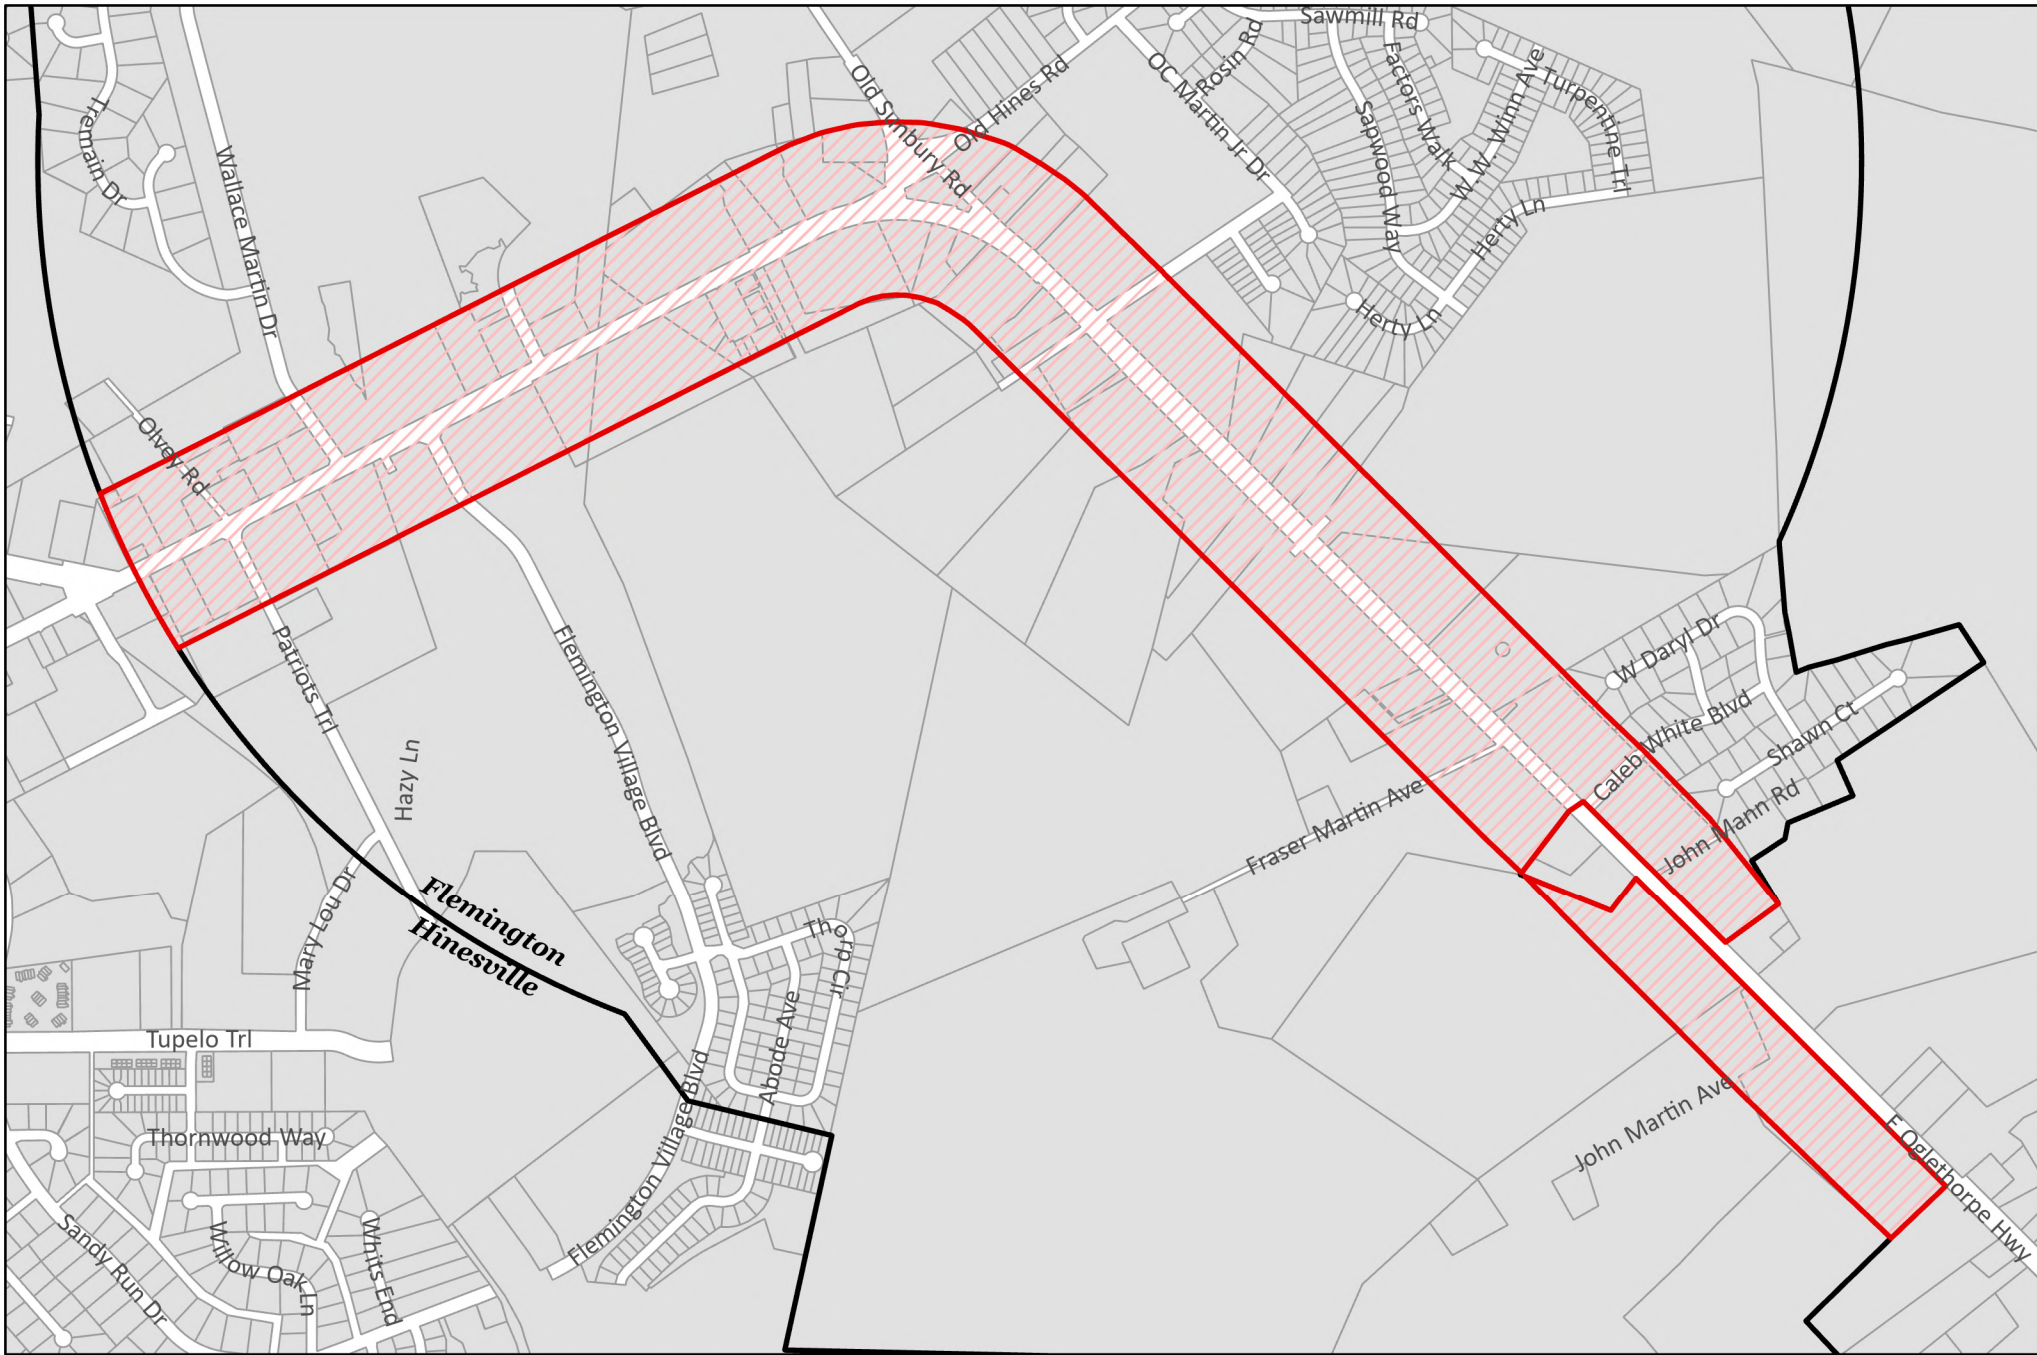 Sawmill Rd
Rosin Rd
Factors Walk
W. W. Winn Ave
Turpentine Trl
Old Sunbury Rd
Old Hines Rd
OC Martin Jr Dr
Sapwood Way
Tremain Dr
Wallace Martin Dr
Herty Ln
Herty Ln
Olvey Rd
Patriots Trl
Flemington Village Blvd
Hazy Ln
W Daryl Dr
Caleb White Blvd
Shawn Ct
John Mann Rd
Fraser Martin Ave
Mary Lou Dr
Flemington
Hinesville
Thorp Cir
Abode Ave
Tupelo Trl
John Martin Ave
Thornwood Way
E Oglethorpe Hwy
Flemington Village Blvd
Sandy Run Dr
Willow Oak Ln
Whits End